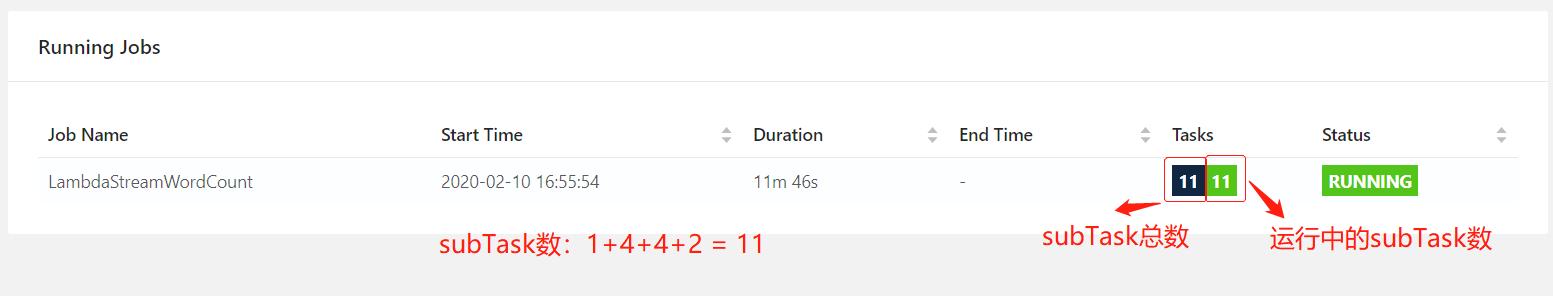 Running Jobs
Job Name Start Time Duration End Time Tasks Status
LambdaStreamWordCount 2020-02-10 16:55:54 11m 46s - 11 11 RUNNING
subTask数：1+4+4+2 = 11
subTask总数
运行中的subTask数